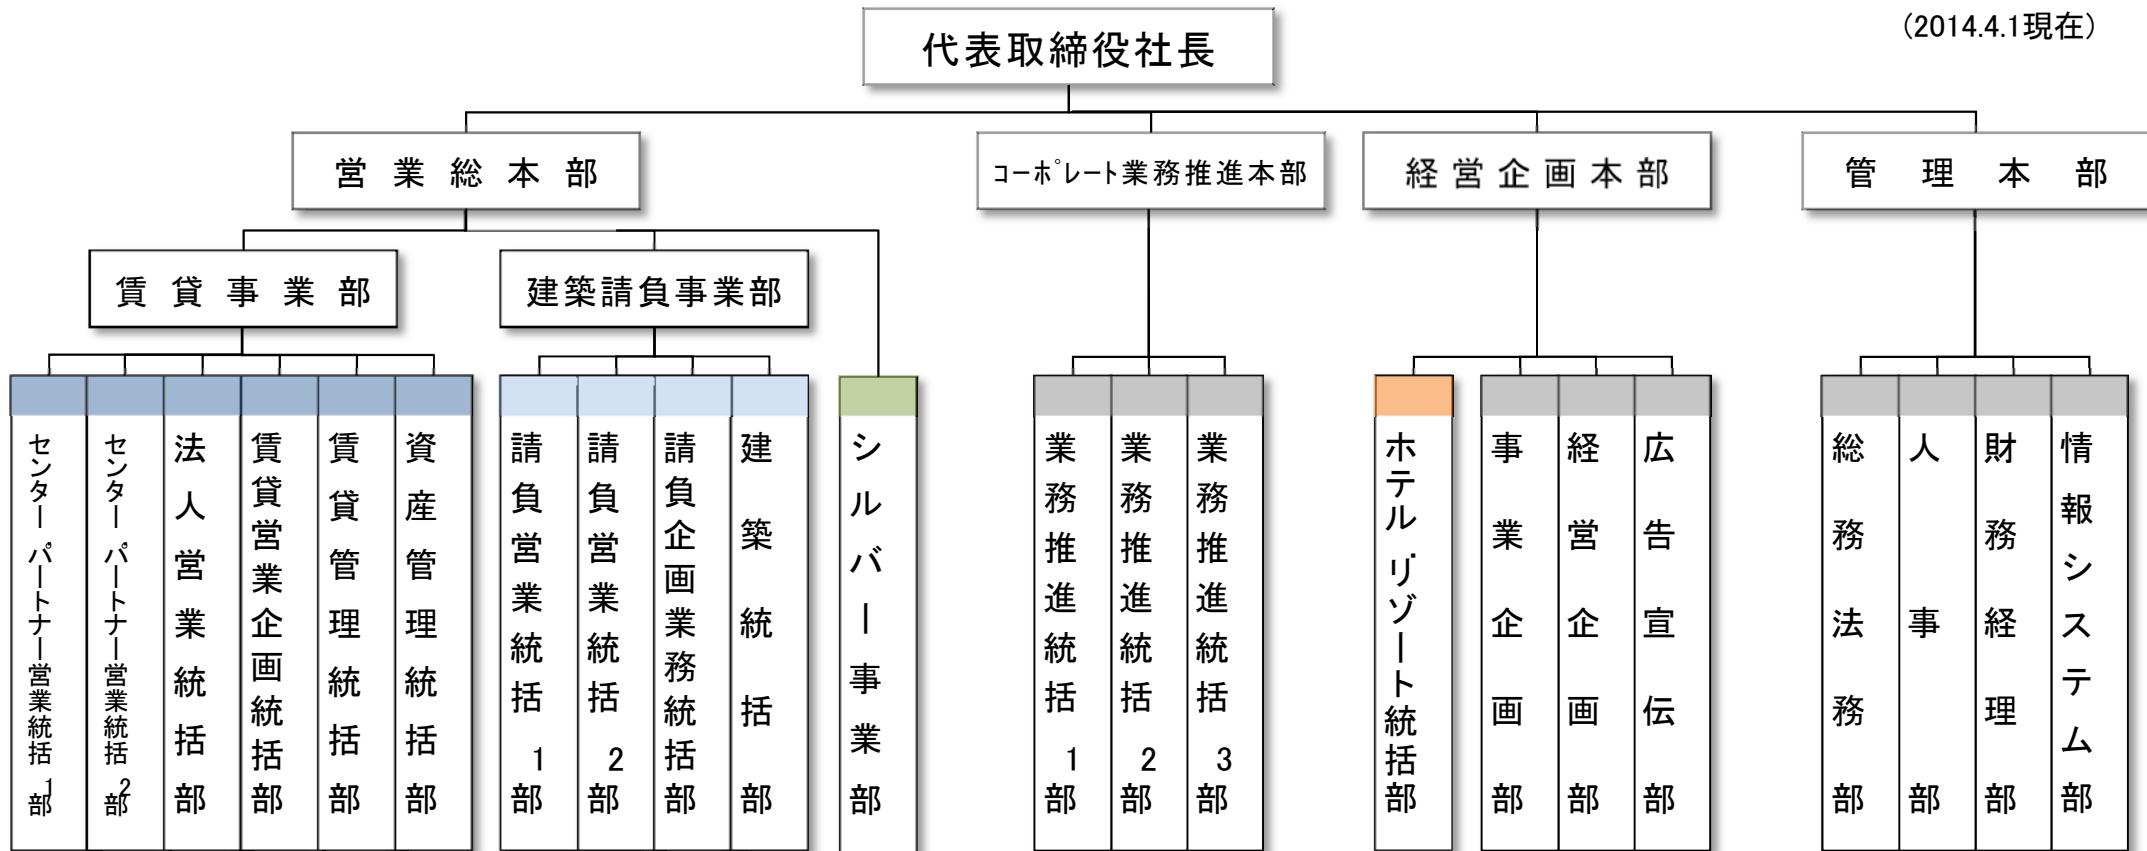 (2014.4.1現在)
代表取締役社長
営業総本部
コーポレート業務推進本部
経営企画本部
管理本部
賃貸事業部
建築請負事業部
センターパートナー営業統括1部
センターパートナー営業統括2部
法人営業統括部
賃貸営業企画統括部
賃貸管理統括部
資産管理統括部
請負営業統括1部
請負営業統括2部
請負企画業務統括部
建築統括部
シルバー事業部
業務推進統括1部
業務推進統括2部
業務推進統括3部
ホテル・リゾート統括部
事業企画部
経営企画部
広告宣伝部
総務法務部
人事部
財務経理部
情報システム部